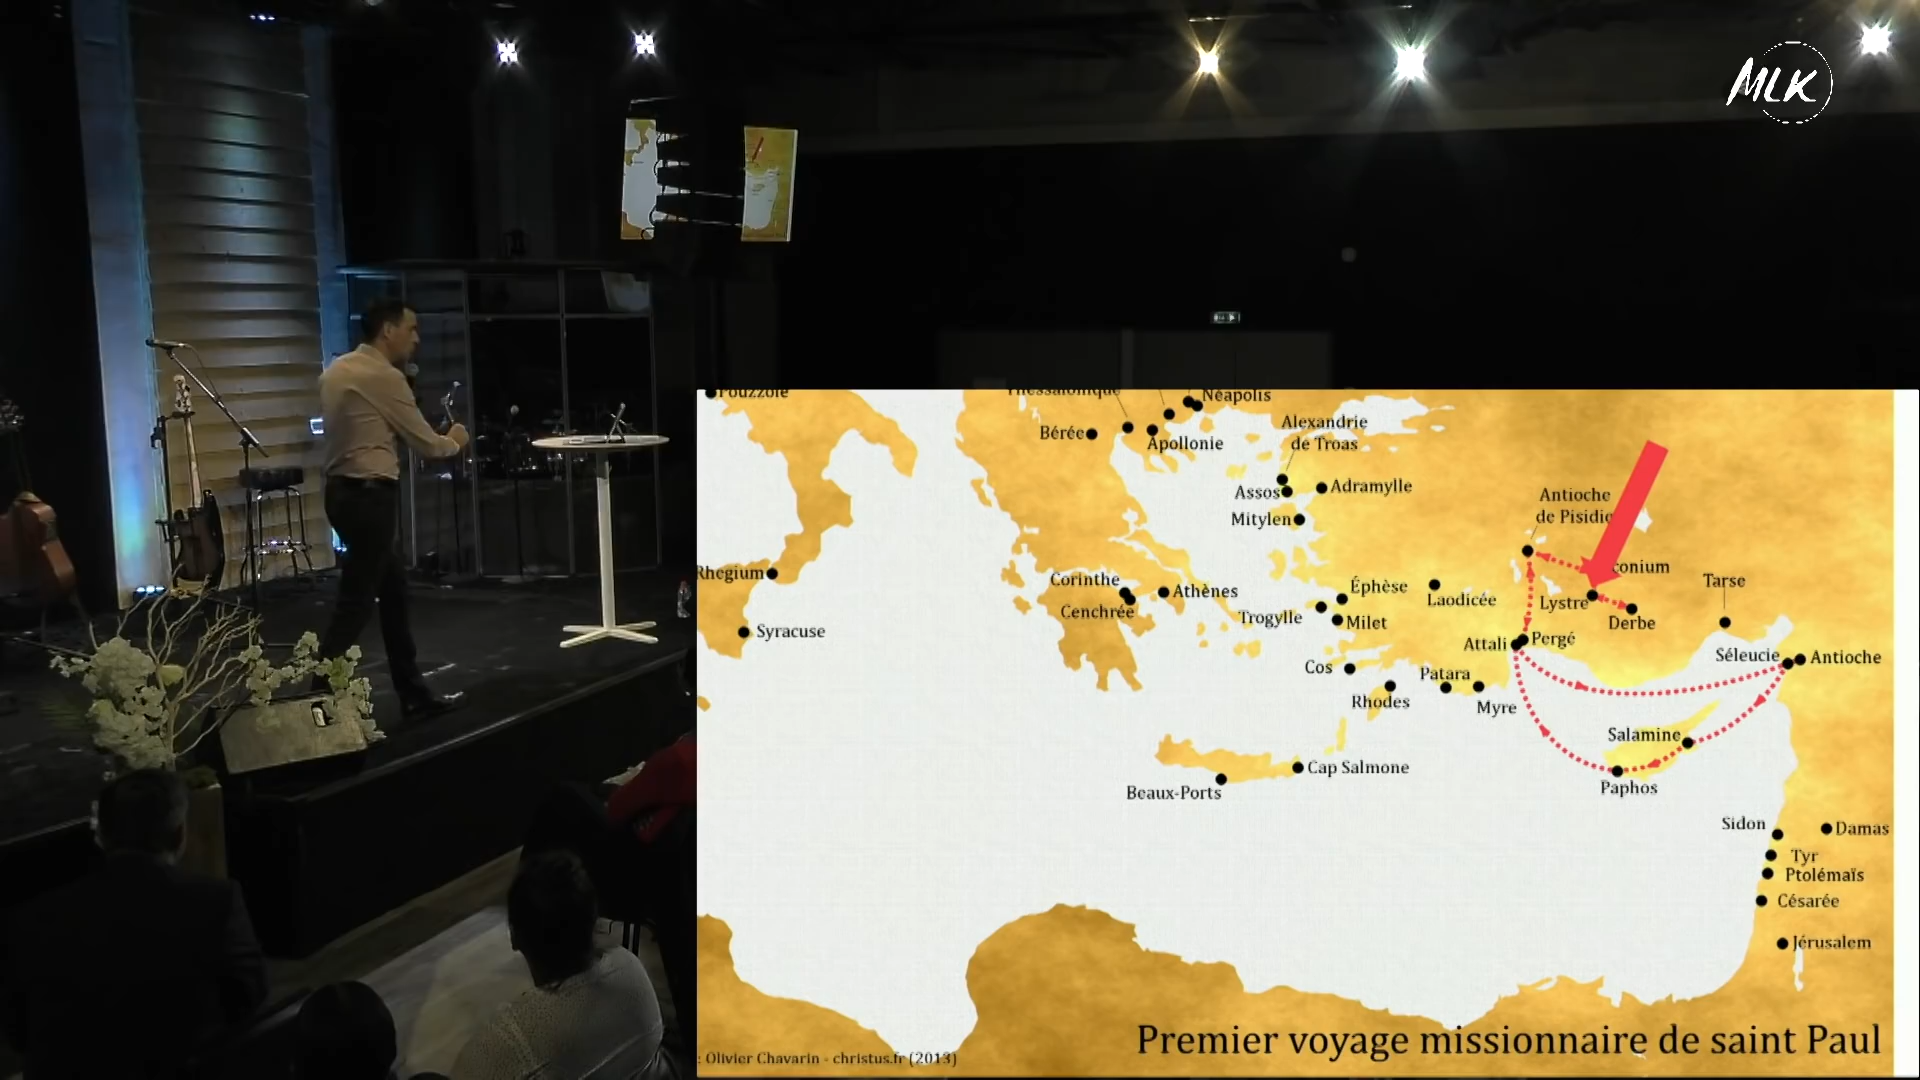 MLK
Pouzzole
Thessalonique
Néapolis
Bérée
Apollonie
Alexandrie
de Troas
Assos
Adramylle
Mitylen
Antioche
de Pisidie
Rhegium
Corinthe
Cenchrée
Athènes
Éphèse
Laodicée
Trogylle
Milet
conium
Lystre
Derbe
Tarse
Attali
Pergé
Séleucie
Antioche
Syracuse
Cos
Rhodes
Patara
Myre
Salamine
Paphos
Beaux-Ports
Cap Salmone
Sidon
Damas
Tyr
Ptolémaïs
Césarée
Jérusalem
Premier voyage missionnaire de saint Paul
: Olivier Chavarin - christus.fr (2013)